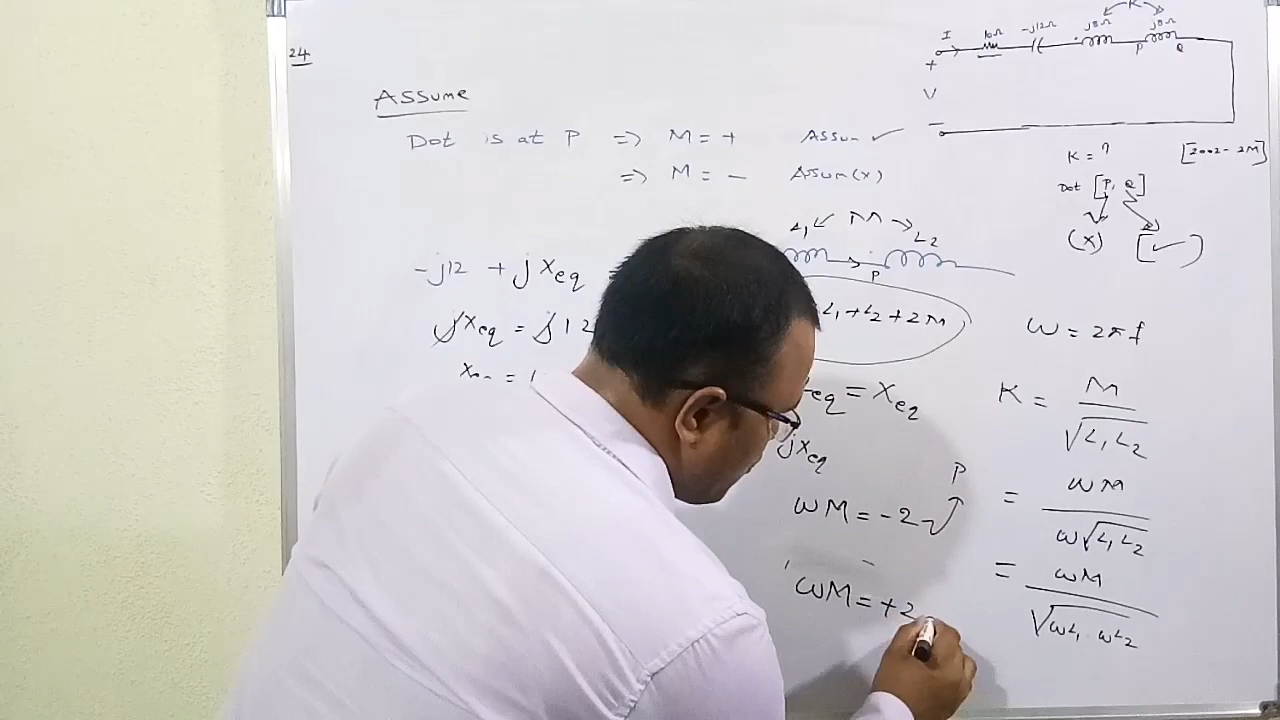 24
Assume
Dot is at P => M = + Assum ✓
=> M = - Assum(x)
I 10Ω -j12Ω j8Ω K j8Ω
P Q
+
V
-
K = ?
[2002 - 2M]
Dot [P, Q]
(x) [✓]
L1 M L2
P
-j12 + jXeq
jXeq = j12
L1 + L2 + 2M
ω = 2πf
eq = Xeq
jXeq
K = M / √L1L2
= ωM / ω√L1L2
= ωM / √ωL1 · ωL2
ωM = -2 P
ωM = +2